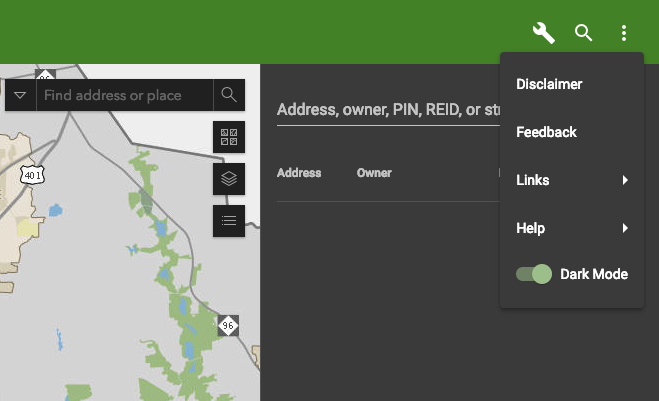 96
Find address or place
Address, owner, PIN, REID, or
Address
Owner
Disclaimer
Feedback
Links
Help
Dark Mode
401
96